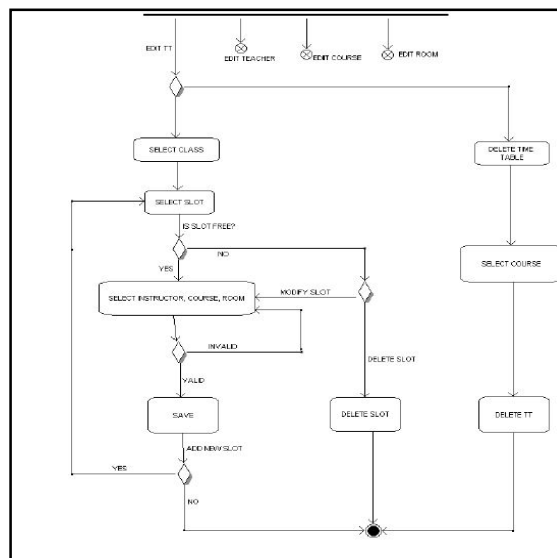 EDIT TT
EDIT TEACHER
EDIT COURSE
EDIT ROOM
SELECT CLASS
DELETE TIME
TABLE
SELECT SLOT
IS SLOT FREE?
NO
YES
SELECT COURSE
MODIFY SLOT
SELECT INSTRUCTOR, COURSE, ROOM
INVALID
DELETE SLOT
VALID
SAVE
DELETE SLOT
DELETE TT
ADD NEW SLOT
YES
NO